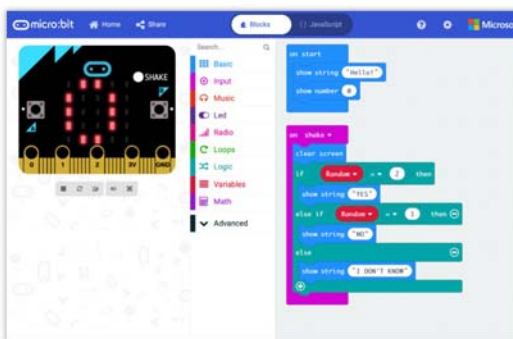 micro:bit Home Share Blocks JavaScript Microso
SHAKE
0 1 2 3V GND
Search...
Basic
Input
Music
Led
Radio
Loops
Logic
Variables
Math
Advanced
on start
show string "Hello!"
show number 0
on shake
clear screen
if Random = 2 then
show string "YES"
else if Random = 1 then
show string "NO"
else
show string "I DON'T KNOW"